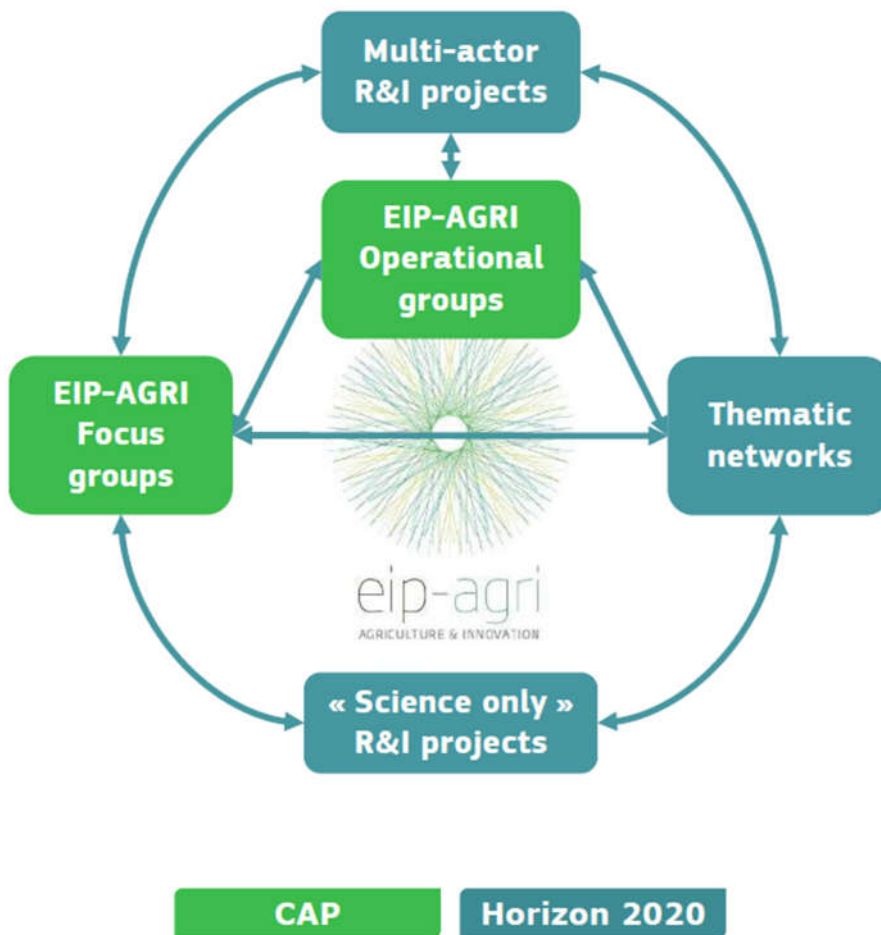 Multi-actor
R&I projects
EIP-AGRI
Operational
groups
EIP-AGRI
Focus
groups
Thematic
networks
eip-agri
AGRICULTURE & INNOVATION
« Science only »
R&I projects
CAP
Horizon 2020